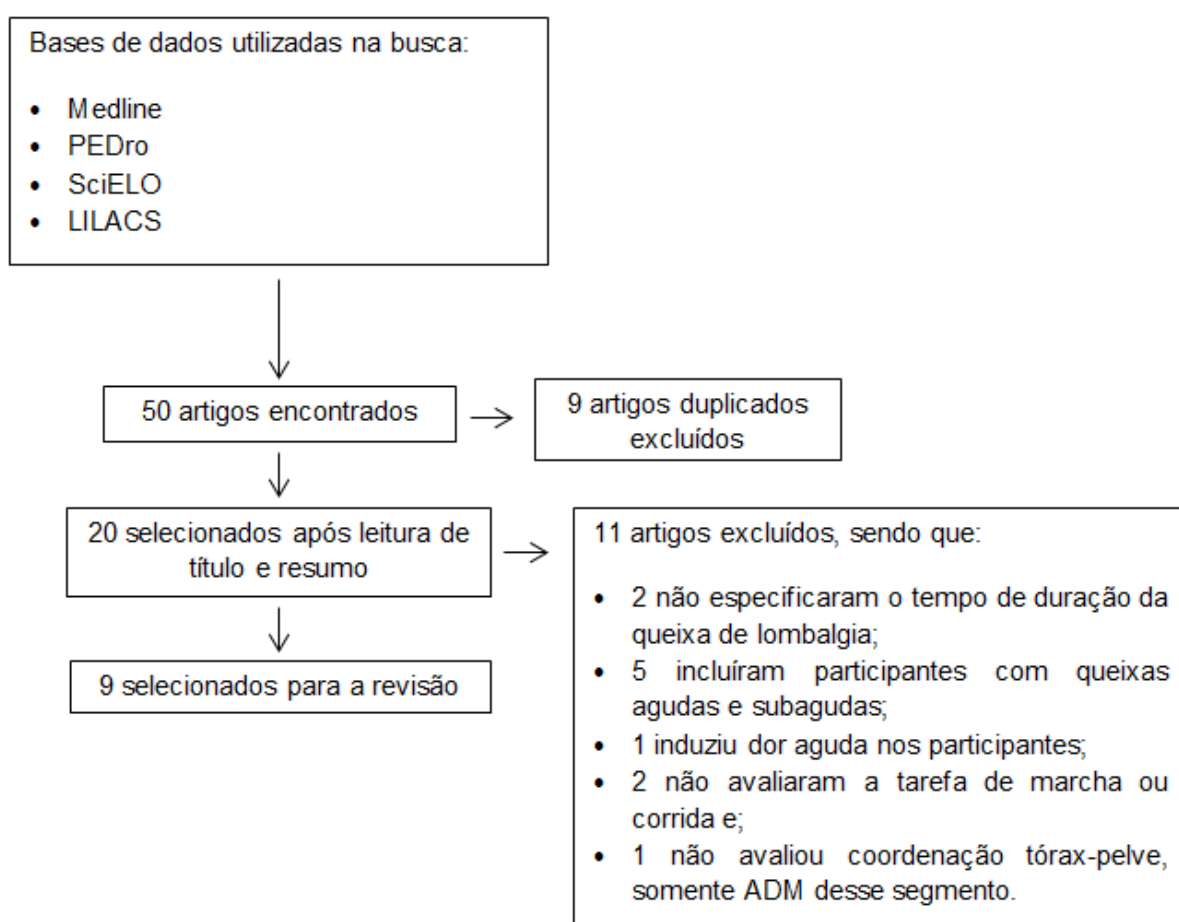 Bases de dados utilizadas na busca:
• Medline
• PEDro
• SciELO
• LILACS
50 artigos encontrados
9 artigos duplicados
excluídos
20 selecionados após leitura de
título e resumo
11 artigos excluídos, sendo que:
• 2 não especificaram o tempo de duração da
queixa de lombalgia;
• 5 incluíram participantes com queixas
agudas e subagudas;
• 1 induziu dor aguda nos participantes;
• 2 não avaliaram a tarefa de marcha ou
corrida e;
• 1 não avaliou coordenação tórax-pelve,
somente ADM desse segmento.
9 selecionados para a revisão